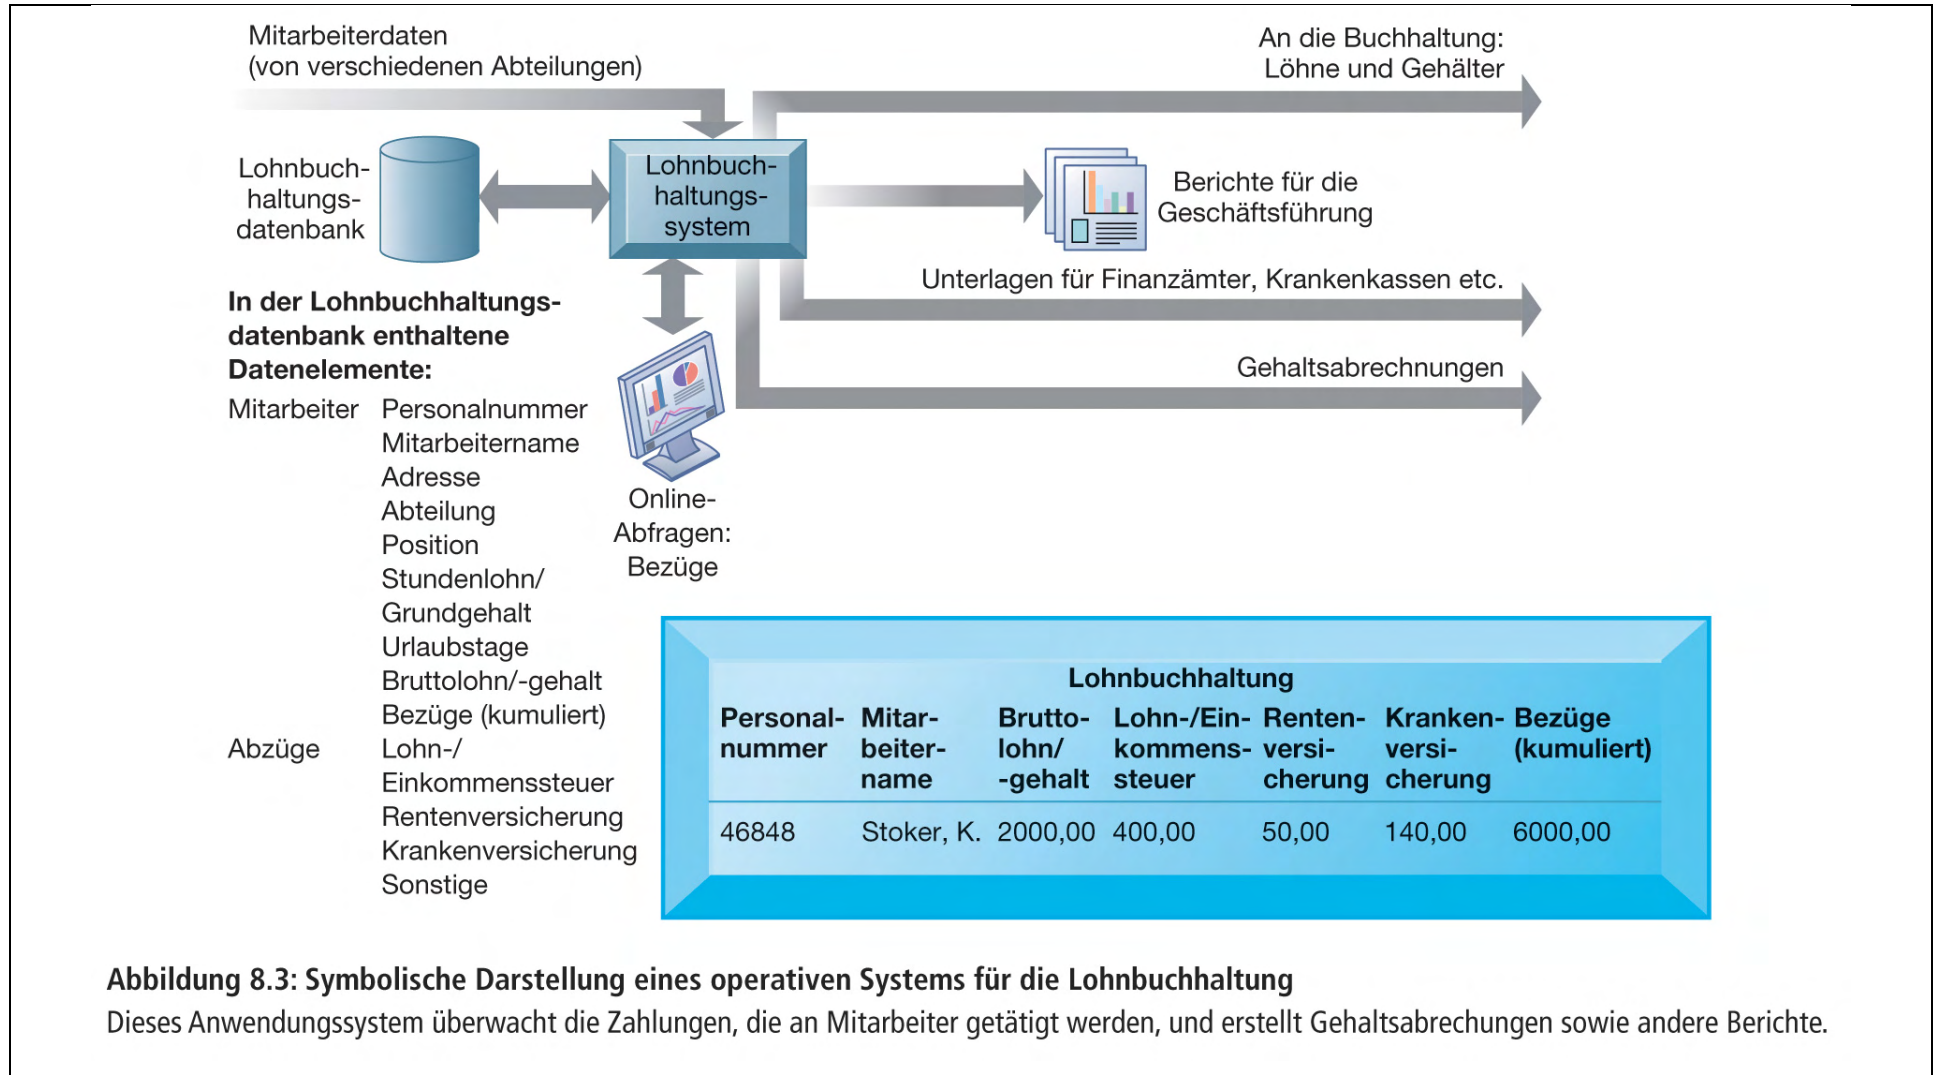 Mitarbeiterdaten
(von verschiedenen Abteilungen)
An die Buchhaltung:
Löhne und Gehälter
Lohnbuch-
haltungs-
datenbank
Lohnbuch-
haltungs-
system
Berichte für die
Geschäftsführung
Unterlagen für Finanzämter, Krankenkassen etc.
Gehaltsabrechnungen
In der Lohnbuchhaltungs-
datenbank enthaltene
Datenelemente:
Mitarbeiter Personalnummer
Mitarbeitername
Adresse
Abteilung
Position
Stundenlohn/
Grundgehalt
Urlaubstage
Bruttolohn/-gehalt
Bezüge (kumuliert)
Abzüge Lohn-/
Einkommenssteuer
Rentenversicherung
Krankenversicherung
Sonstige
Online-
Abfragen:
Bezüge
Lohnbuchhaltung
Personal- Mitar- Brutto- Lohn-/Ein- Renten- Kranken- Bezüge
nummer beiter- lohn/ kommens- versi- versi- (kumuliert)
name -gehalt steuer cherung cherung
46848 Stoker, K. 2000,00 400,00 50,00 140,00 6000,00
Abbildung 8.3: Symbolische Darstellung eines operativen Systems für die Lohnbuchhaltung
Dieses Anwendungssystem überwacht die Zahlungen, die an Mitarbeiter getätigt werden, und erstellt Gehaltsabrechungen sowie andere Berichte.